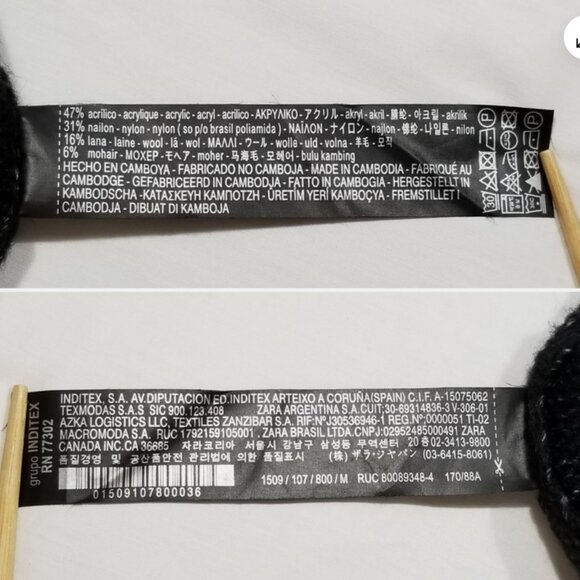 47% acrílico - acrylique - acrylic - acryl - acrilico - ΑΚΡΥΛΙΚΟ - アクリル - akryl - akril - 腈纶 - 아크릴 - akrilik
31% nailon - nylon - nylon ( so p/o brasil poliamida ) - ΝΑΪΛΟΝ - ナイロン - najlon - 锦纶 - 나일론 - nilon
16% lana - laine - wool - lã - wol - ΜΑΛΛΙ - ウール - wolle - uld - volna - 羊毛 - 모직
6% mohair - ΜΟΧΕΡ - モヘア - moher - 马海毛 - 모헤어 - bulu kambing
HECHO EN CAMBOYA - FABRICADO NO CAMBOJA - MADE IN CAMBODIA - FABRIQUÉ AU
CAMBODGE - GEFABRICEERD IN CAMBODJA - FATTO IN CAMBOGIA - HERGESTELLT IN
KAMBODSCHA - ΚΑΤΑΣΚΕΥΗ ΚΑΜΠΟΤΖΗ - ÜRETİM YERİ KAMBOÇYA - FREMSTILLET I
CAMBODJA - DIBUAT DI KAMBOJA
30
grupo INDITEX
RN 77302
INDITEX, S.A. AV.DIPUTACION ED.INDITEX ARTEIXO A CORUÑA(SPAIN) C.I.F. A-15075062
TEXMODAS S.A.S SIC 900.123.408 ZARA ARGENTINA S.A.CUIT:30-69314836-3 V-306-01
AZKA LOGISTICS LLC, TEXTILES ZANZIBAR S.A. RIF:NºJ30536946-1 REG.Nº0000051 TI-02
MACROMODA S.A. RUC 1792159105001. ZARA BRASIL LTDA.CNPJ:02952485000491 ZARA
CANADA INC.CA 36685 자라코리아 서울시 강남구 삼성동 무역센터 20층 02-3413-9800
품질경영 및 공산품안전 관리법에 의한 품질표시 (株) ザラ・ジャパン (03-6415-8061)
01509107800036
1509 / 107 / 800 / M RUC 80089348-4 170/88A